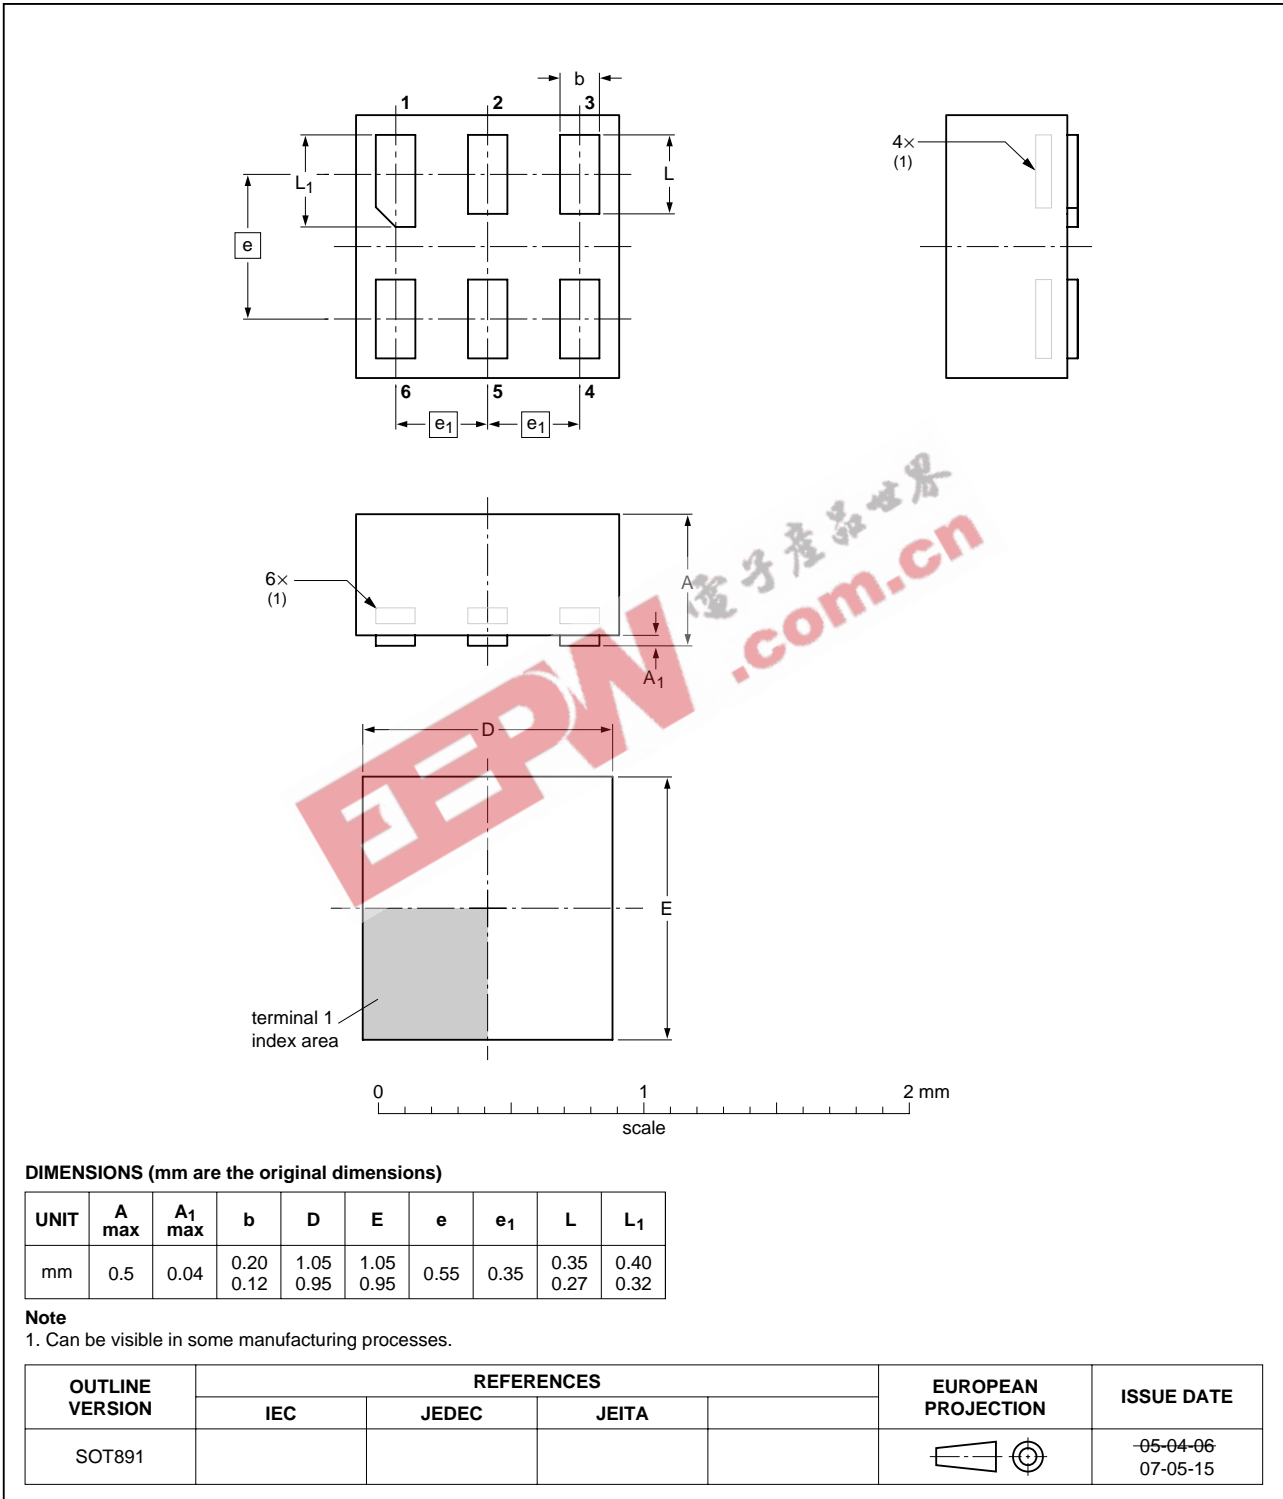 b
1 2 3
L1
L
e
6 5 4
e1 e1
4×
(1)
6×
(1)
A
A1
電子產品世界
.com.cn
EEPW
D
E
terminal 1
index area
0 1 2 mm
scale
DIMENSIONS (mm are the original dimensions)
UNIT A max A1 max b D E e e1 L L1
mm 0.5 0.04 0.20 0.12 1.05 0.95 1.05 0.95 0.55 0.35 0.35 0.27 0.40 0.32
Note
1. Can be visible in some manufacturing processes.
OUTLINE VERSION REFERENCES EUROPEAN PROJECTION ISSUE DATE
IEC JEDEC JEITA
SOT891 05-04-06
07-05-15